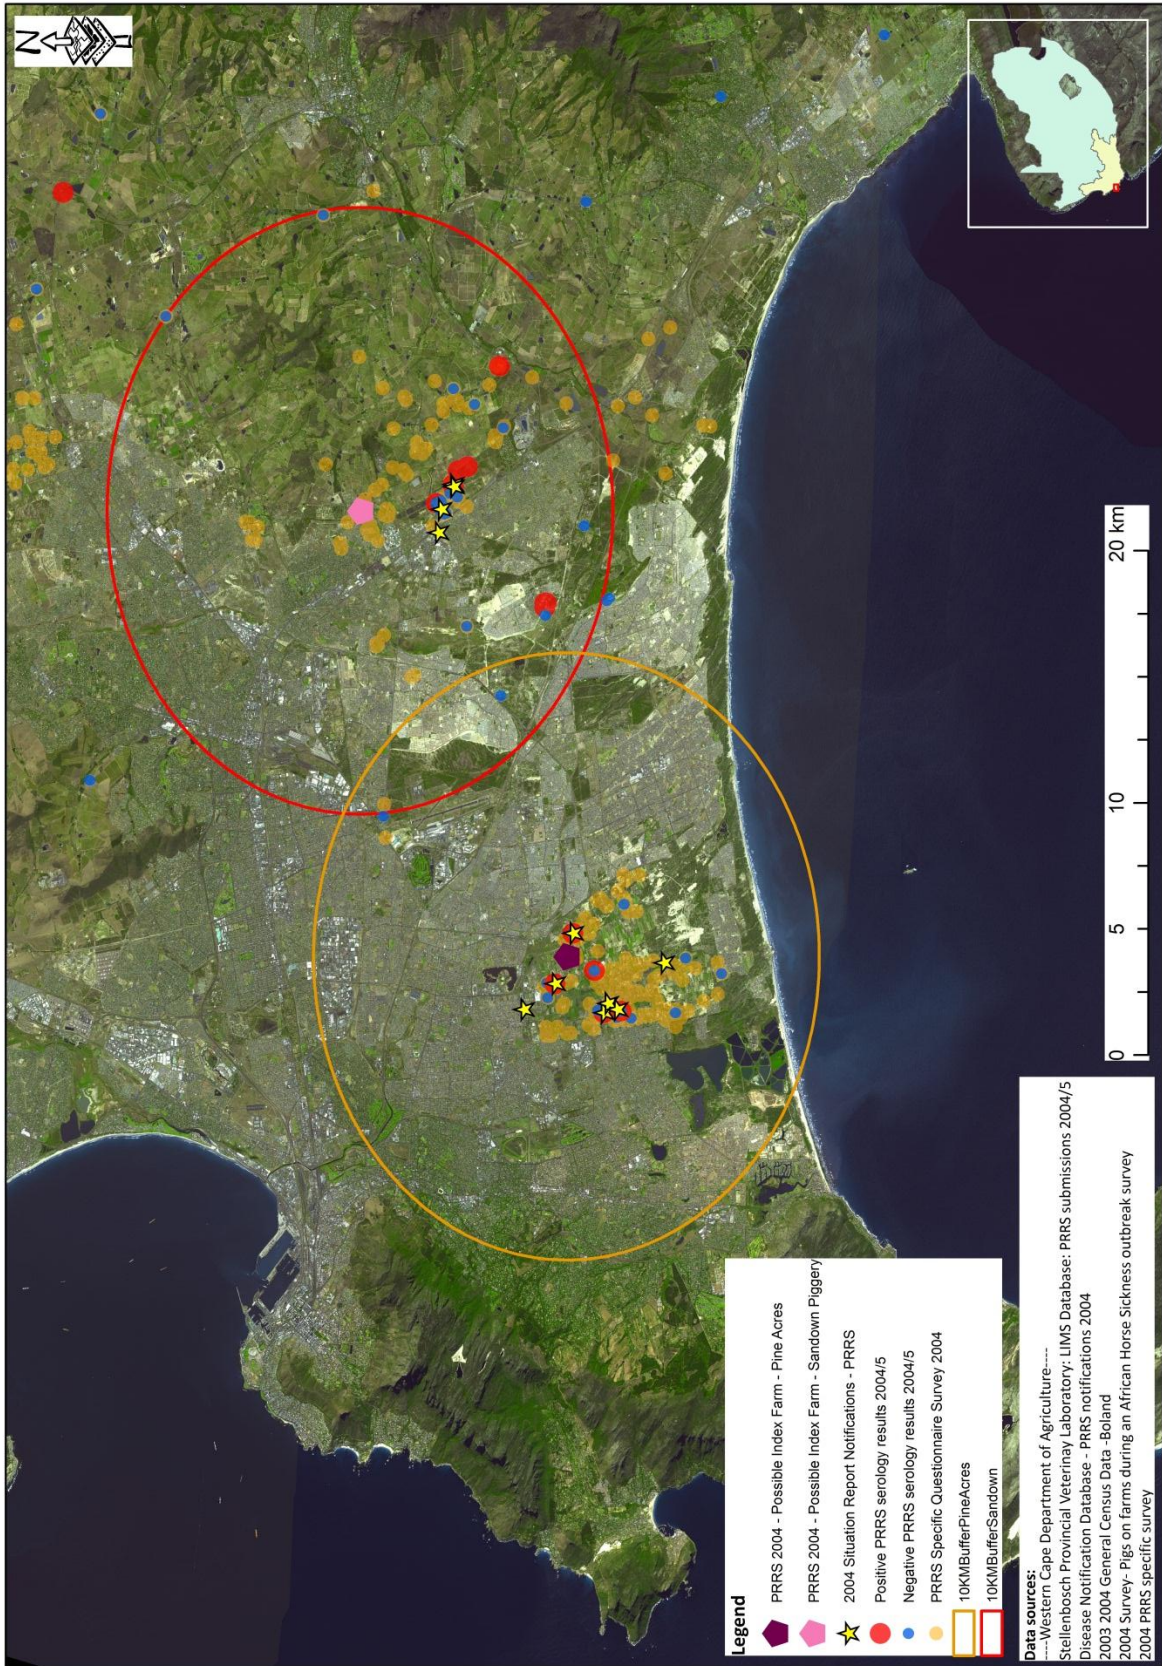 N
20 km
10
5
0
Legend
PRRS 2004 - Possible Index Farm - Pine Acres
PRRS 2004 - Possible Index Farm - Sandown Piggery
2004 Situation Report Notifications - PRRS
Positive PRRS serology results 2004/5
Negative PRRS serology results 2004/5
PRRS Specific Questionnaire Survey 2004
10KMBufferPineAcres
10KMBufferSandown
Data sources:
----Western Cape Department of Agriculture----
Stellenbosch Provincial Veterinay Laboratory: LIMS Database: PRRS submissions 2004/5
Disease Notification Database - PRRS notifications 2004
2003 2004 General Census Data -Boland
2004 Survey- Pigs on farms during an African Horse Sickness outbreak survey
2004 PRRS specific survey